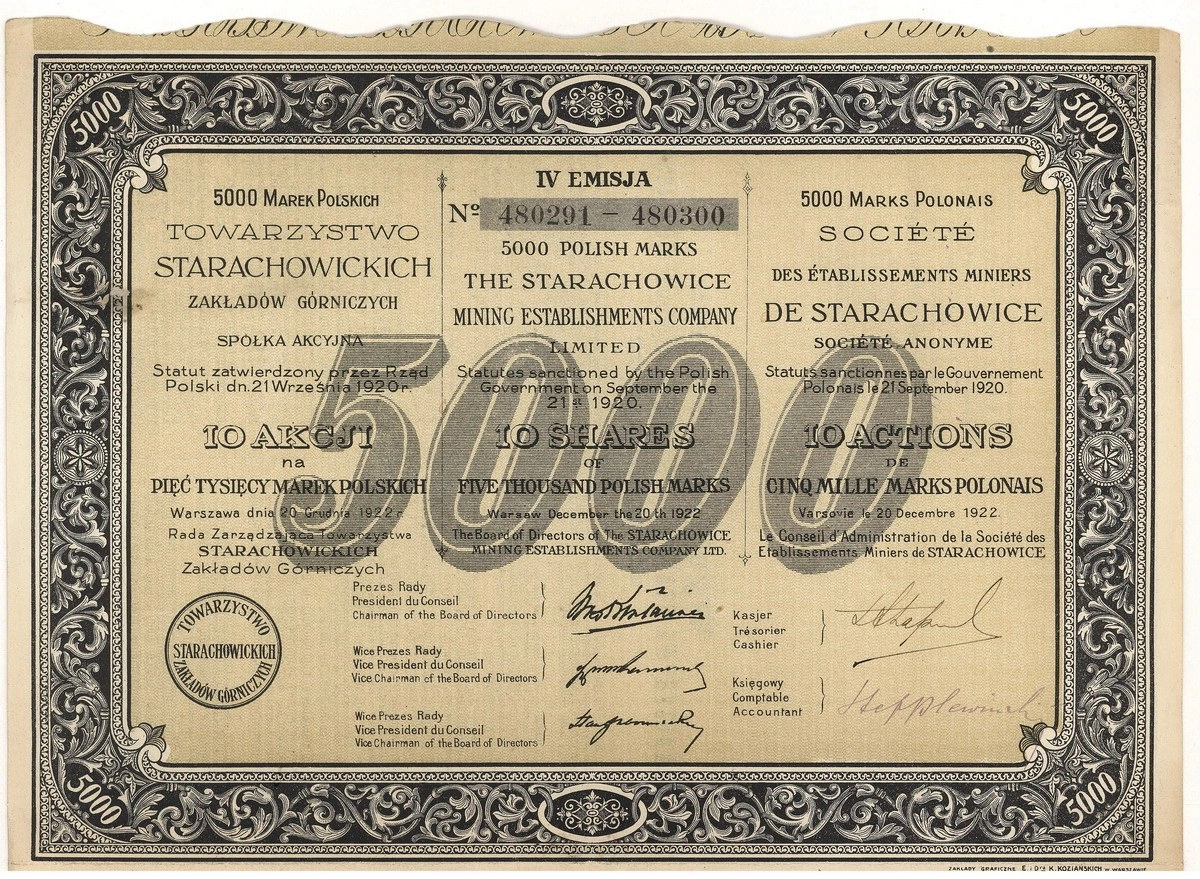 5000
5000
IV EMISJA
Nº 480291 – 480300
5000 MAREK POLSKICH
TOWARZYSTWO
STARACHOWICKICH
ZAKŁADÓW GÓRNICZYCH
SPÓŁKA AKCYJNA
Statut zatwierdzony przez Rząd
Polski dn. 21 Września 1920 r.
10 AKCJI
na
PIĘĆ TYSIĘCY MAREK POLSKICH
Warszawa dnia 20 Grudnia 1922 r.
Rada Zarządzająca Towarzystwa
STARACHOWICKICH
Zakładów Górniczych
5000 POLISH MARKS
THE STARACHOWICE
MINING ESTABLISHMENTS COMPANY
LIMITED
Statutes sanctioned by the Polish
Government on September the
21 st 1920.
10 SHARES
OF
FIVE THOUSAND POLISH MARKS
Warsaw December the 20 th 1922
The Board of Directors of The STARACHOWICE
MINING ESTABLISHMENTS COMPANY LTD.
5000 MARKS POLONAIS
SOCIÉTÉ
DES ÉTABLISSEMENTS MINIERS
DE STARACHOWICE
SOCIÉTÉ ANONYME
Statuts sanctionnes par le Gouvernement
Polonais le 21 September 1920.
10 ACTIONS
DE
CINQ MILLE MARKS POLONAIS
Varsovie le 20 Decembre 1922.
Le Conseil d'Administration de la Société des
Etablissements Miniers de STARACHOWICE
5000
TOWARZYSTWO
STARACHOWICKICH
ZAKŁADÓW GÓRNICZYCH
Prezes Rady
President du Conseil
Chairman of the Board of Directors
Wice Prezes Rady
Vice President du Conseil
Vice Chairman of the Board of Directors
Wice Prezes Rady
Vice President du Conseil
Vice Chairman of the Board of Directors
Kasjer
Trésorier
Cashier
Księgowy
Comptable
Accountant
5000
5000
ZAKŁADY GRAFICZNE E. i Dra K. KOZIAŃSKICH w WARSZAWIE